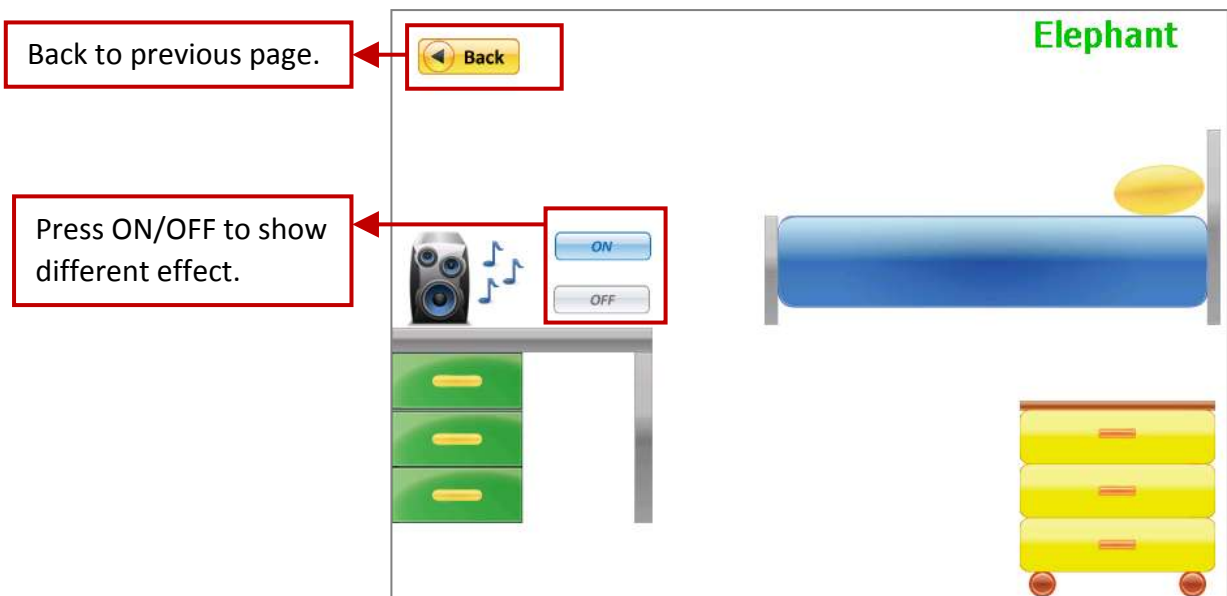 Back to previous page.
Back
Elephant
Press ON/OFF to show
different effect.
ON
OFF